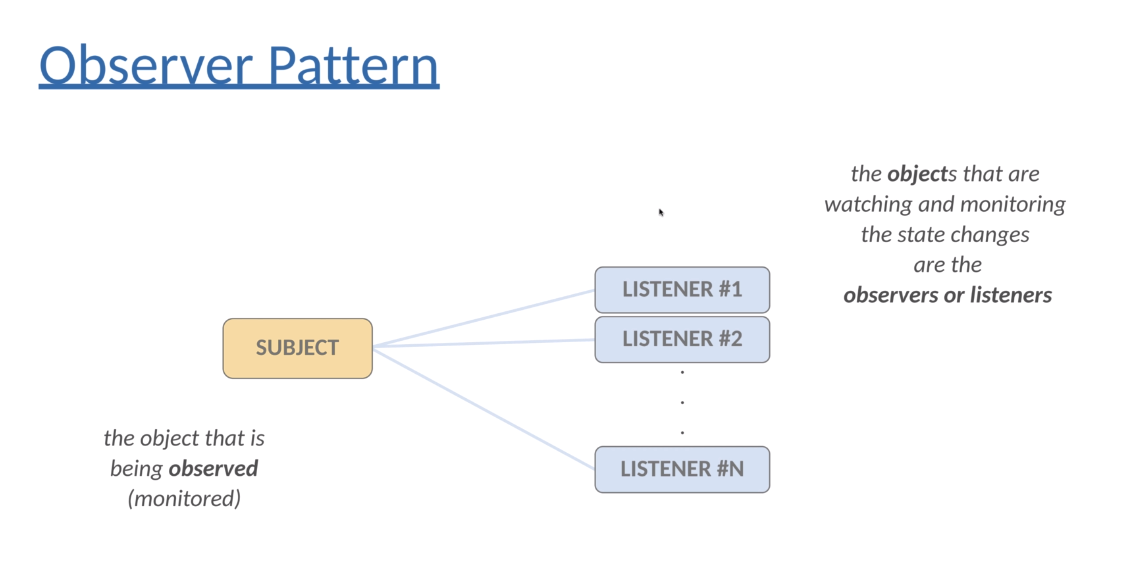 Observer Pattern
the objects that are
watching and monitoring
the state changes
are the
observers or listeners
LISTENER #1
LISTENER #2
SUBJECT
.
.
.
LISTENER #N
the object that is
being observed
(monitored)